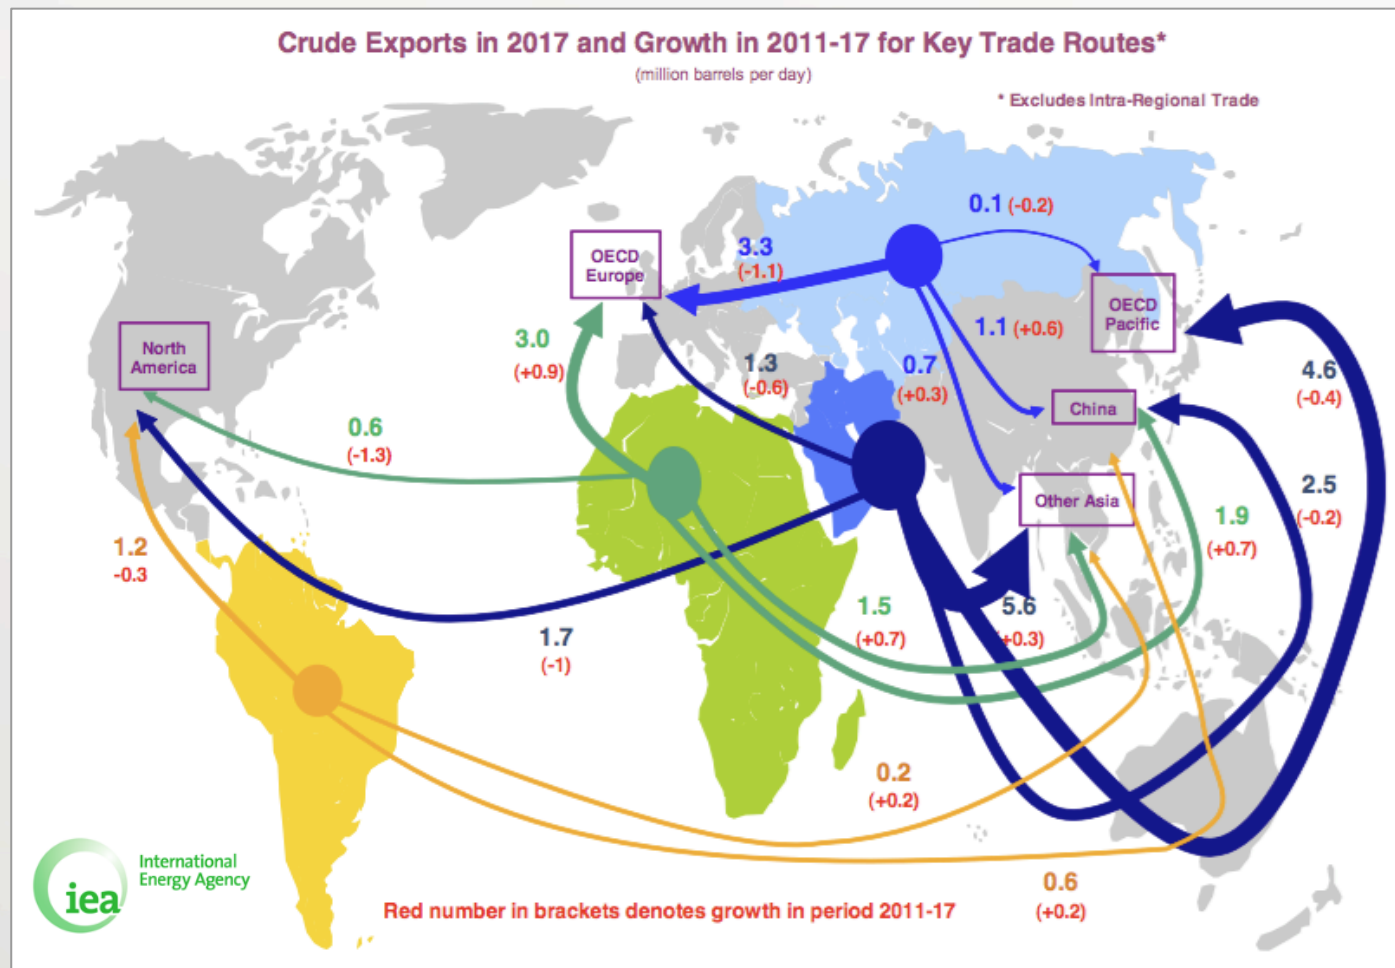 Crude Exports in 2017 and Growth in 2011-17 for Key Trade Routes*
(million barrels per day)
* Excludes Intra-Regional Trade
0.1 (-0.2)
OECD
Europe
3.3
(-1.1)
OECD
Pacific
North
America
3.0
(+0.9)
1.1 (+0.6)
1.3
(-0.6)
0.7
(+0.3)
4.6
(-0.4)
China
0.6
(-1.3)
Other Asia
2.5
(-0.2)
1.9
(+0.7)
1.2
-0.3
1.7
(-1)
1.5
(+0.7)
5.6
(+0.3)
0.2
(+0.2)
0.6
(+0.2)
iea
International
Energy Agency
Red number in brackets denotes growth in period 2011-17